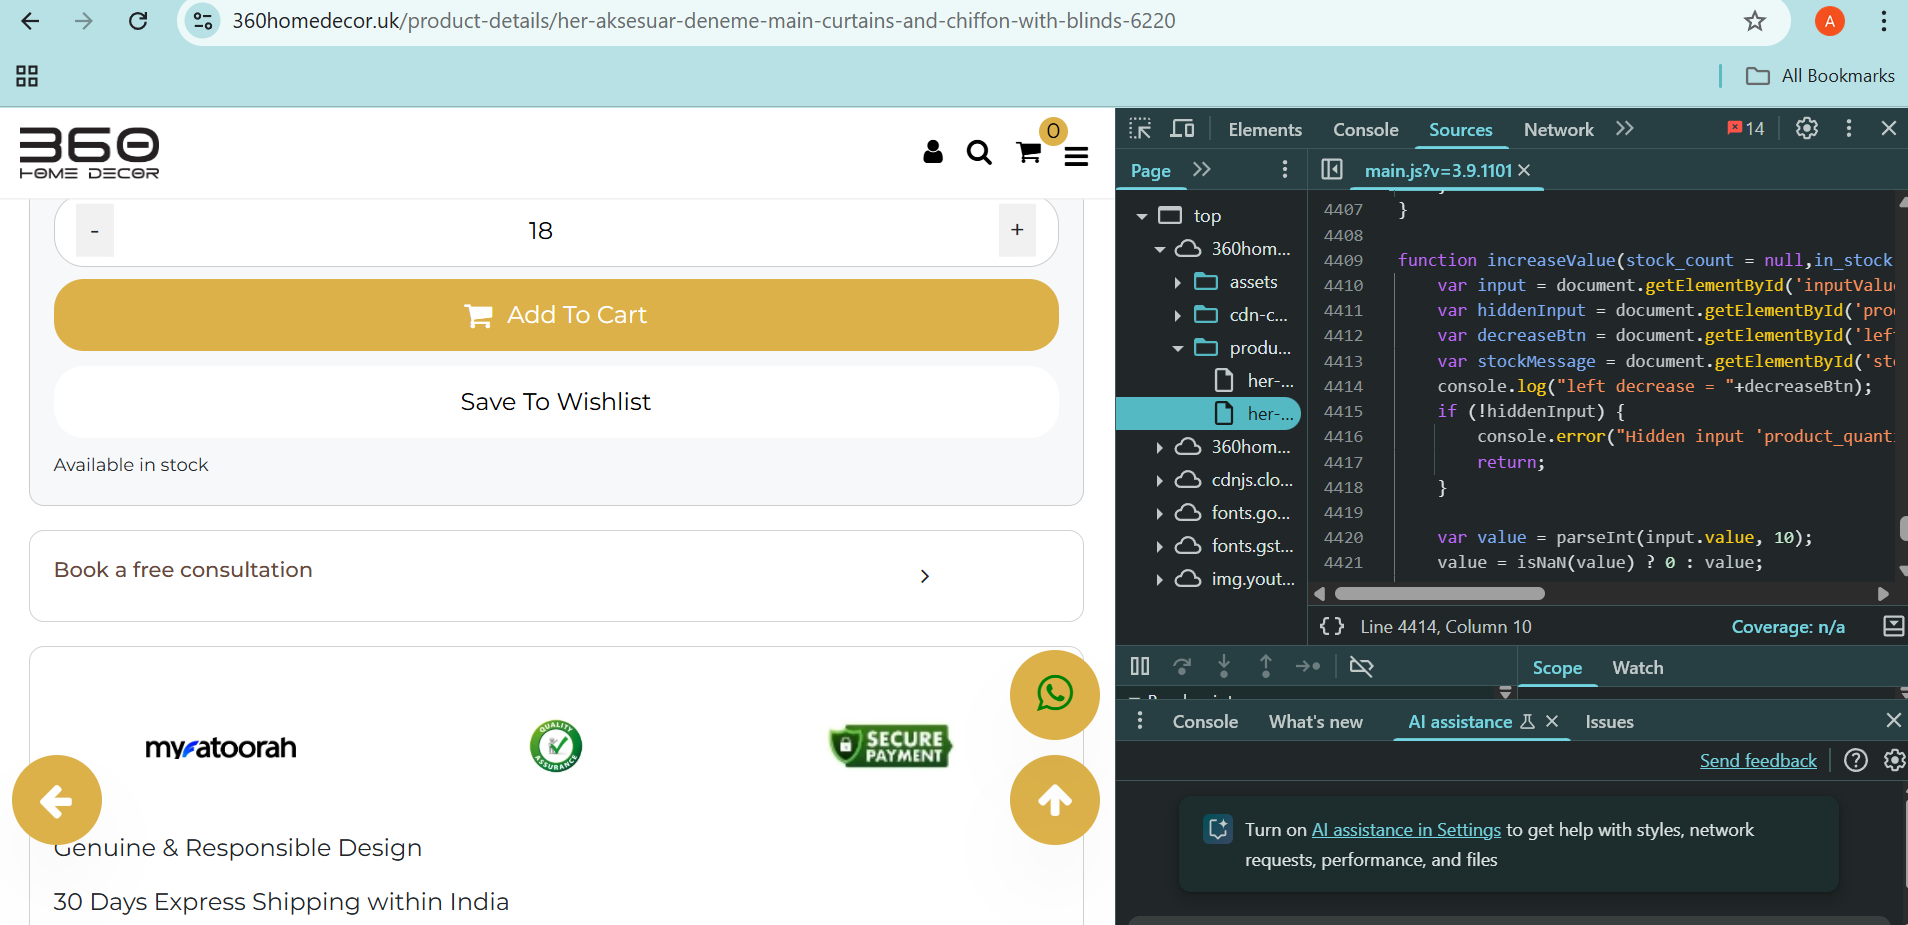 360homedecor.uk/product-details/her-aksesuar-deneme-main-curtains-and-chiffon-with-blinds-6220
A
All Bookmarks
360
HOME DECOR
0
-
18
+
Add To Cart
Save To Wishlist
Available in stock
Book a free consultation
myfatoorah
QUALITY
ASSURANCE
SECURE
PAYMENT
Genuine & Responsible Design
30 Days Express Shipping within India
Elements
Console
Sources
Network
14
Page
main.js?v=3.9.1101
top
360hom...
assets
cdn-c...
produ...
her-...
her-...
360hom...
cdnjs.clo...
fonts.go...
fonts.gst...
img.yout...
4407 }
4408
4409 function increaseValue(stock_count = null,in_stock
4410 var input = document.getElementById('inputValu
4411 var hiddenInput = document.getElementById('pro
4412 var decreaseBtn = document.getElementById('lef
4413 var stockMessage = document.getElementById('st
4414 console.log("left decrease = "+decreaseBtn);
4415 if (!hiddenInput) {
4416 console.error("Hidden input 'product_quant
4417 return;
4418 }
4419
4420 var value = parseInt(input.value, 10);
4421 value = isNaN(value) ? 0 : value;
{} Line 4414, Column 10
Coverage: n/a
Scope
Watch
Console
What's new
AI assistance
Issues
Send feedback
Turn on AI assistance in Settings to get help with styles, network
requests, performance, and files